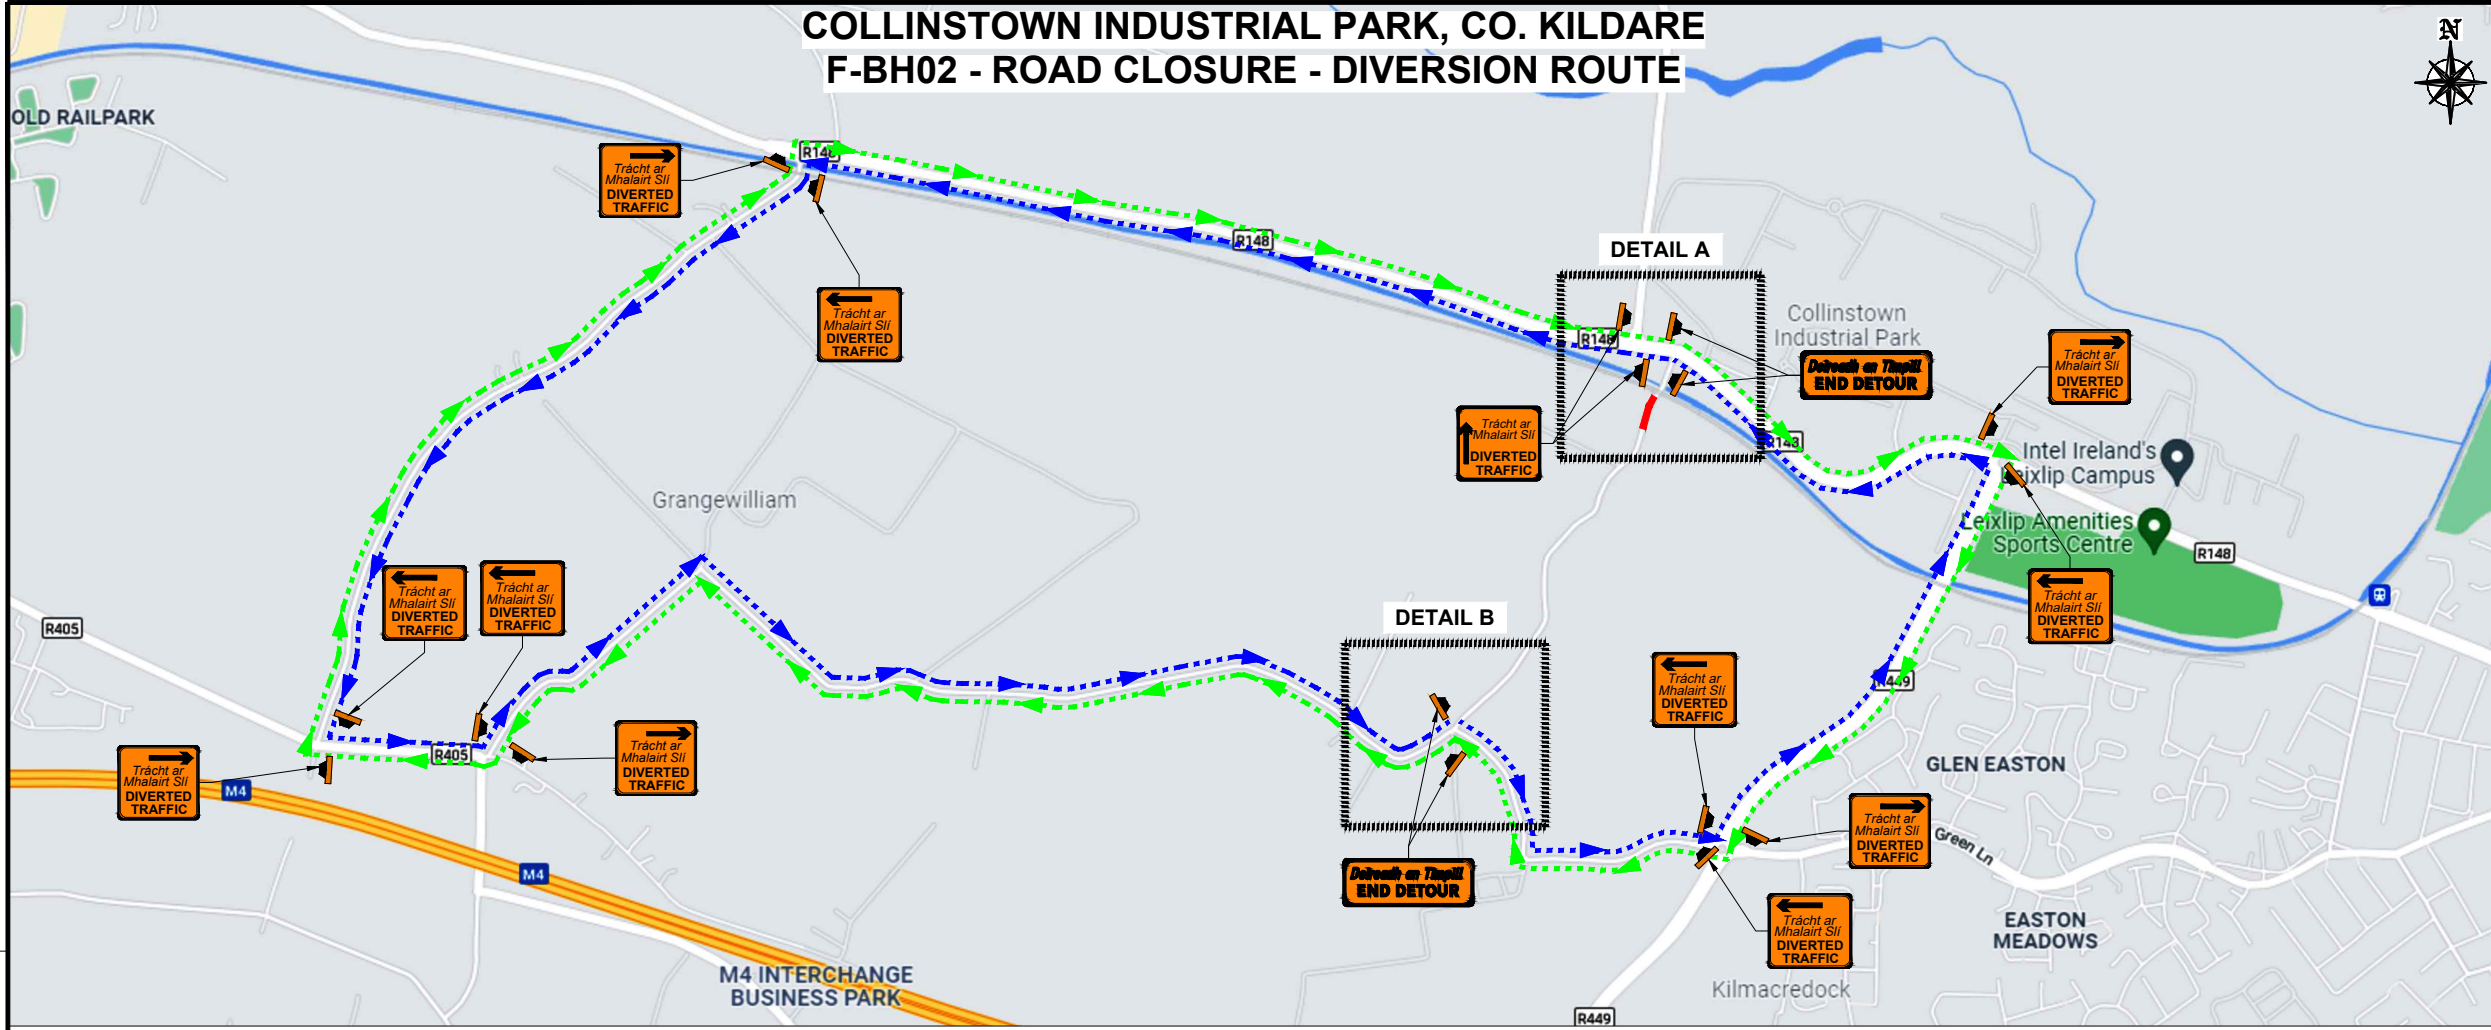 COLLINSTOWN INDUSTRIAL PARK, CO. KILDARE
F-BH02 - ROAD CLOSURE - DIVERSION ROUTE
N
OLD RAILPARK
R148
Trácht ar
Mhalairt Slí
DIVERTED
TRAFFIC
Trácht ar
Mhalairt Slí
DIVERTED
TRAFFIC
R148
DETAIL A
R148
Collinstown
Industrial Park
Deireadh an Timpill
END DETOUR
Trácht ar
Mhalairt Slí
DIVERTED
TRAFFIC
Trácht ar
Mhalairt Slí
DIVERTED
TRAFFIC
R148
Intel Ireland's
Leixlip Campus
Leixlip Amenities
Sports Centre
R148
Trácht ar
Mhalairt Slí
DIVERTED
TRAFFIC
Grangewilliam
Trácht ar
Mhalairt Slí
DIVERTED
TRAFFIC
Trácht ar
Mhalairt Slí
DIVERTED
TRAFFIC
R405
DETAIL B
Trácht ar
Mhalairt Slí
DIVERTED
TRAFFIC
R449
R405
Trácht ar
Mhalairt Slí
DIVERTED
TRAFFIC
Trácht ar
Mhalairt Slí
DIVERTED
TRAFFIC
M4
M4
GLEN EASTON
Trácht ar
Mhalairt Slí
DIVERTED
TRAFFIC
Green Ln
Deireadh an Timpill
END DETOUR
Trácht ar
Mhalairt Slí
DIVERTED
TRAFFIC
EASTON
MEADOWS
M4 INTERCHANGE
BUSINESS PARK
Kilmacredock
R449